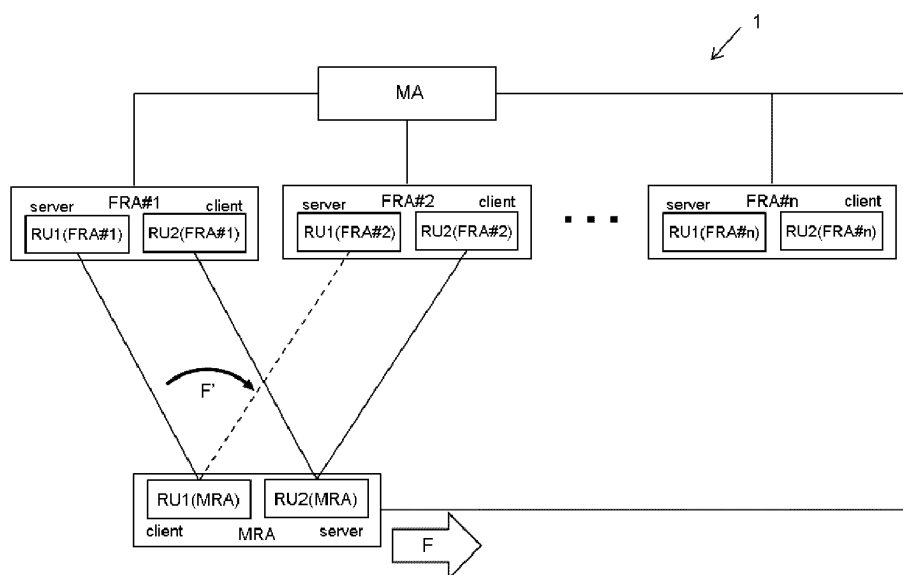 1
MA
server FRA#1 client
RU1(FRA#1) RU2(FRA#1)
server FRA#2 client
RU1(FRA#2) RU2(FRA#2)
server FRA#n client
RU1(FRA#n) RU2(FRA#n)
F'
RU1(MRA) RU2(MRA)
client MRA server
F